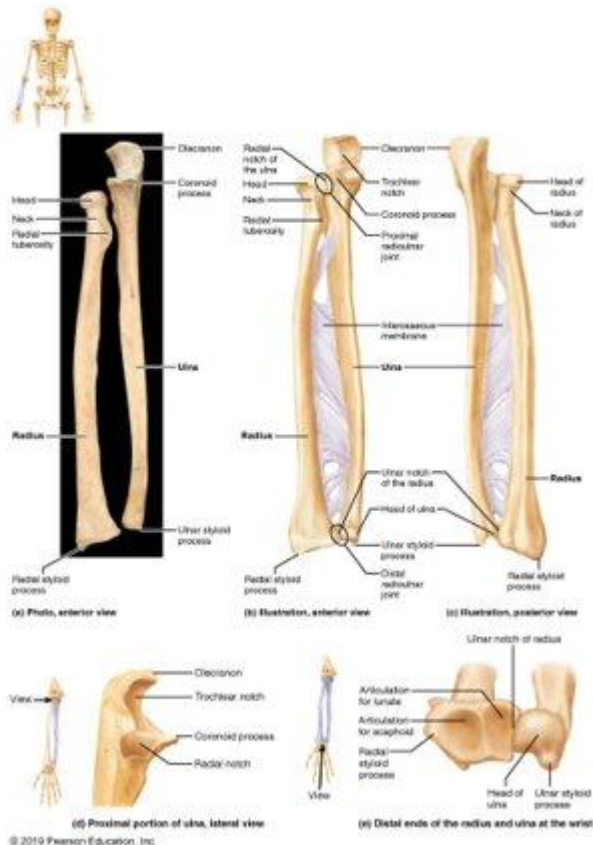 Olecranon
Coronoid
process
Head
Neck
Radial
tuberosity
Ulna
Radius
Ulnar styloid
process
Radial styloid
process
(a) Photo, anterior view
Radial
notch of
the ulna
Head
Neck
Radial
tuberosity
Olecranon
Trochlear
notch
Coronoid process
Proximal
radioulnar
joint
Interosseous
membrane
Ulna
Radius
Ulnar notch
of the radius
Head of ulna
Ulnar styloid
process
Distal
radioulnar
joint
Radial styloid
process
(b) Illustration, anterior view
Head
of radius
Neck of
radius
Radius
Radial styloid
process
(c) Illustration, posterior view
View
Olecranon
Trochlear notch
Coronoid process
Radial notch
(d) Proximal portion of ulna, lateral view
View
Ulnar notch of radius
Articulation
for lunate
Articulation
for scaphoid
Radial
styloid
process
Head of
ulna
Ulnar styloid
process
(e) Distal ends of the radius and ulna at the wrist
© 2019 Pearson Education, Inc.